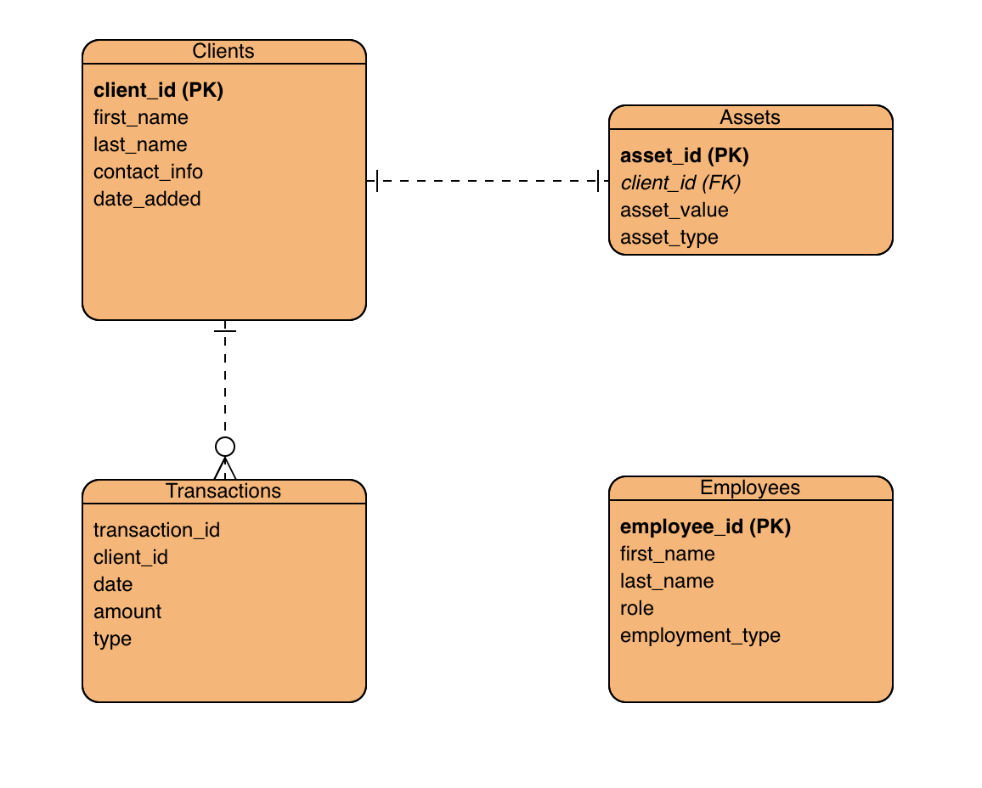 Clients
client_id (PK)
first_name
last_name
contact_info
date_added
Assets
asset_id (PK)
client_id (FK)
asset_value
asset_type
Transactions
transaction_id
client_id
date
amount
type
Employees
employee_id (PK)
first_name
last_name
role
employment_type